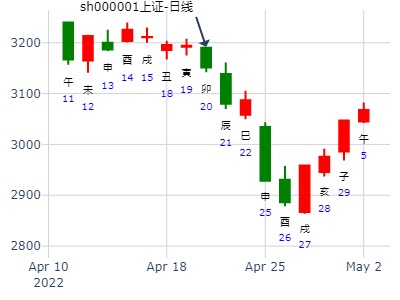 sh000001上证-日线
3200
3100
3000
2900
2800
午
11
未
12
申
13
酉
14
戌
15
丑
18
寅
19
卯
20
辰
21
巳
22
申
25
酉
26
戌
27
亥
28
子
29
午
5
Apr 10
2022
Apr 18
Apr 25
May 2